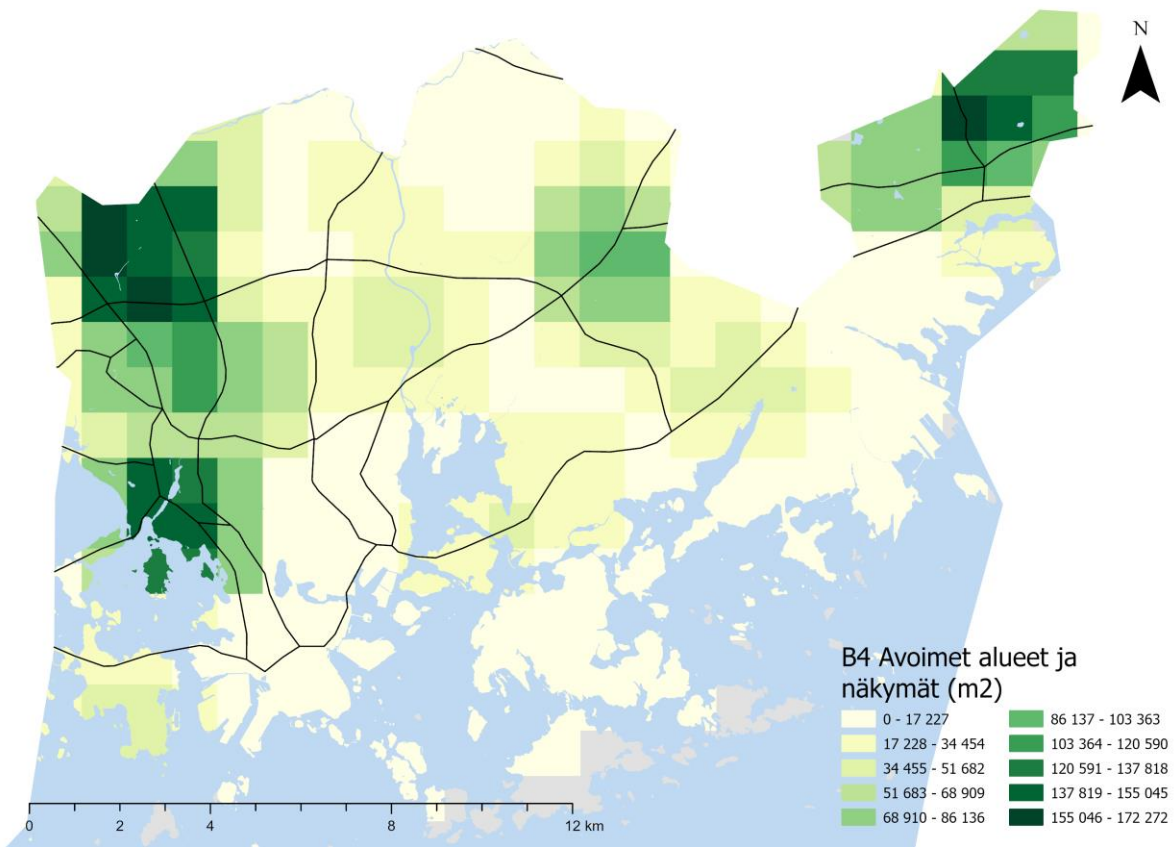 N
B4 Avoimet alueet ja
näkymät (m2)
0 - 17 227
17 228 - 34 454
34 455 - 51 682
51 683 - 68 909
68 910 - 86 136
86 137 - 103 363
103 364 - 120 590
120 591 - 137 818
137 819 - 155 045
155 046 - 172 272
0 2 4 8 12 km